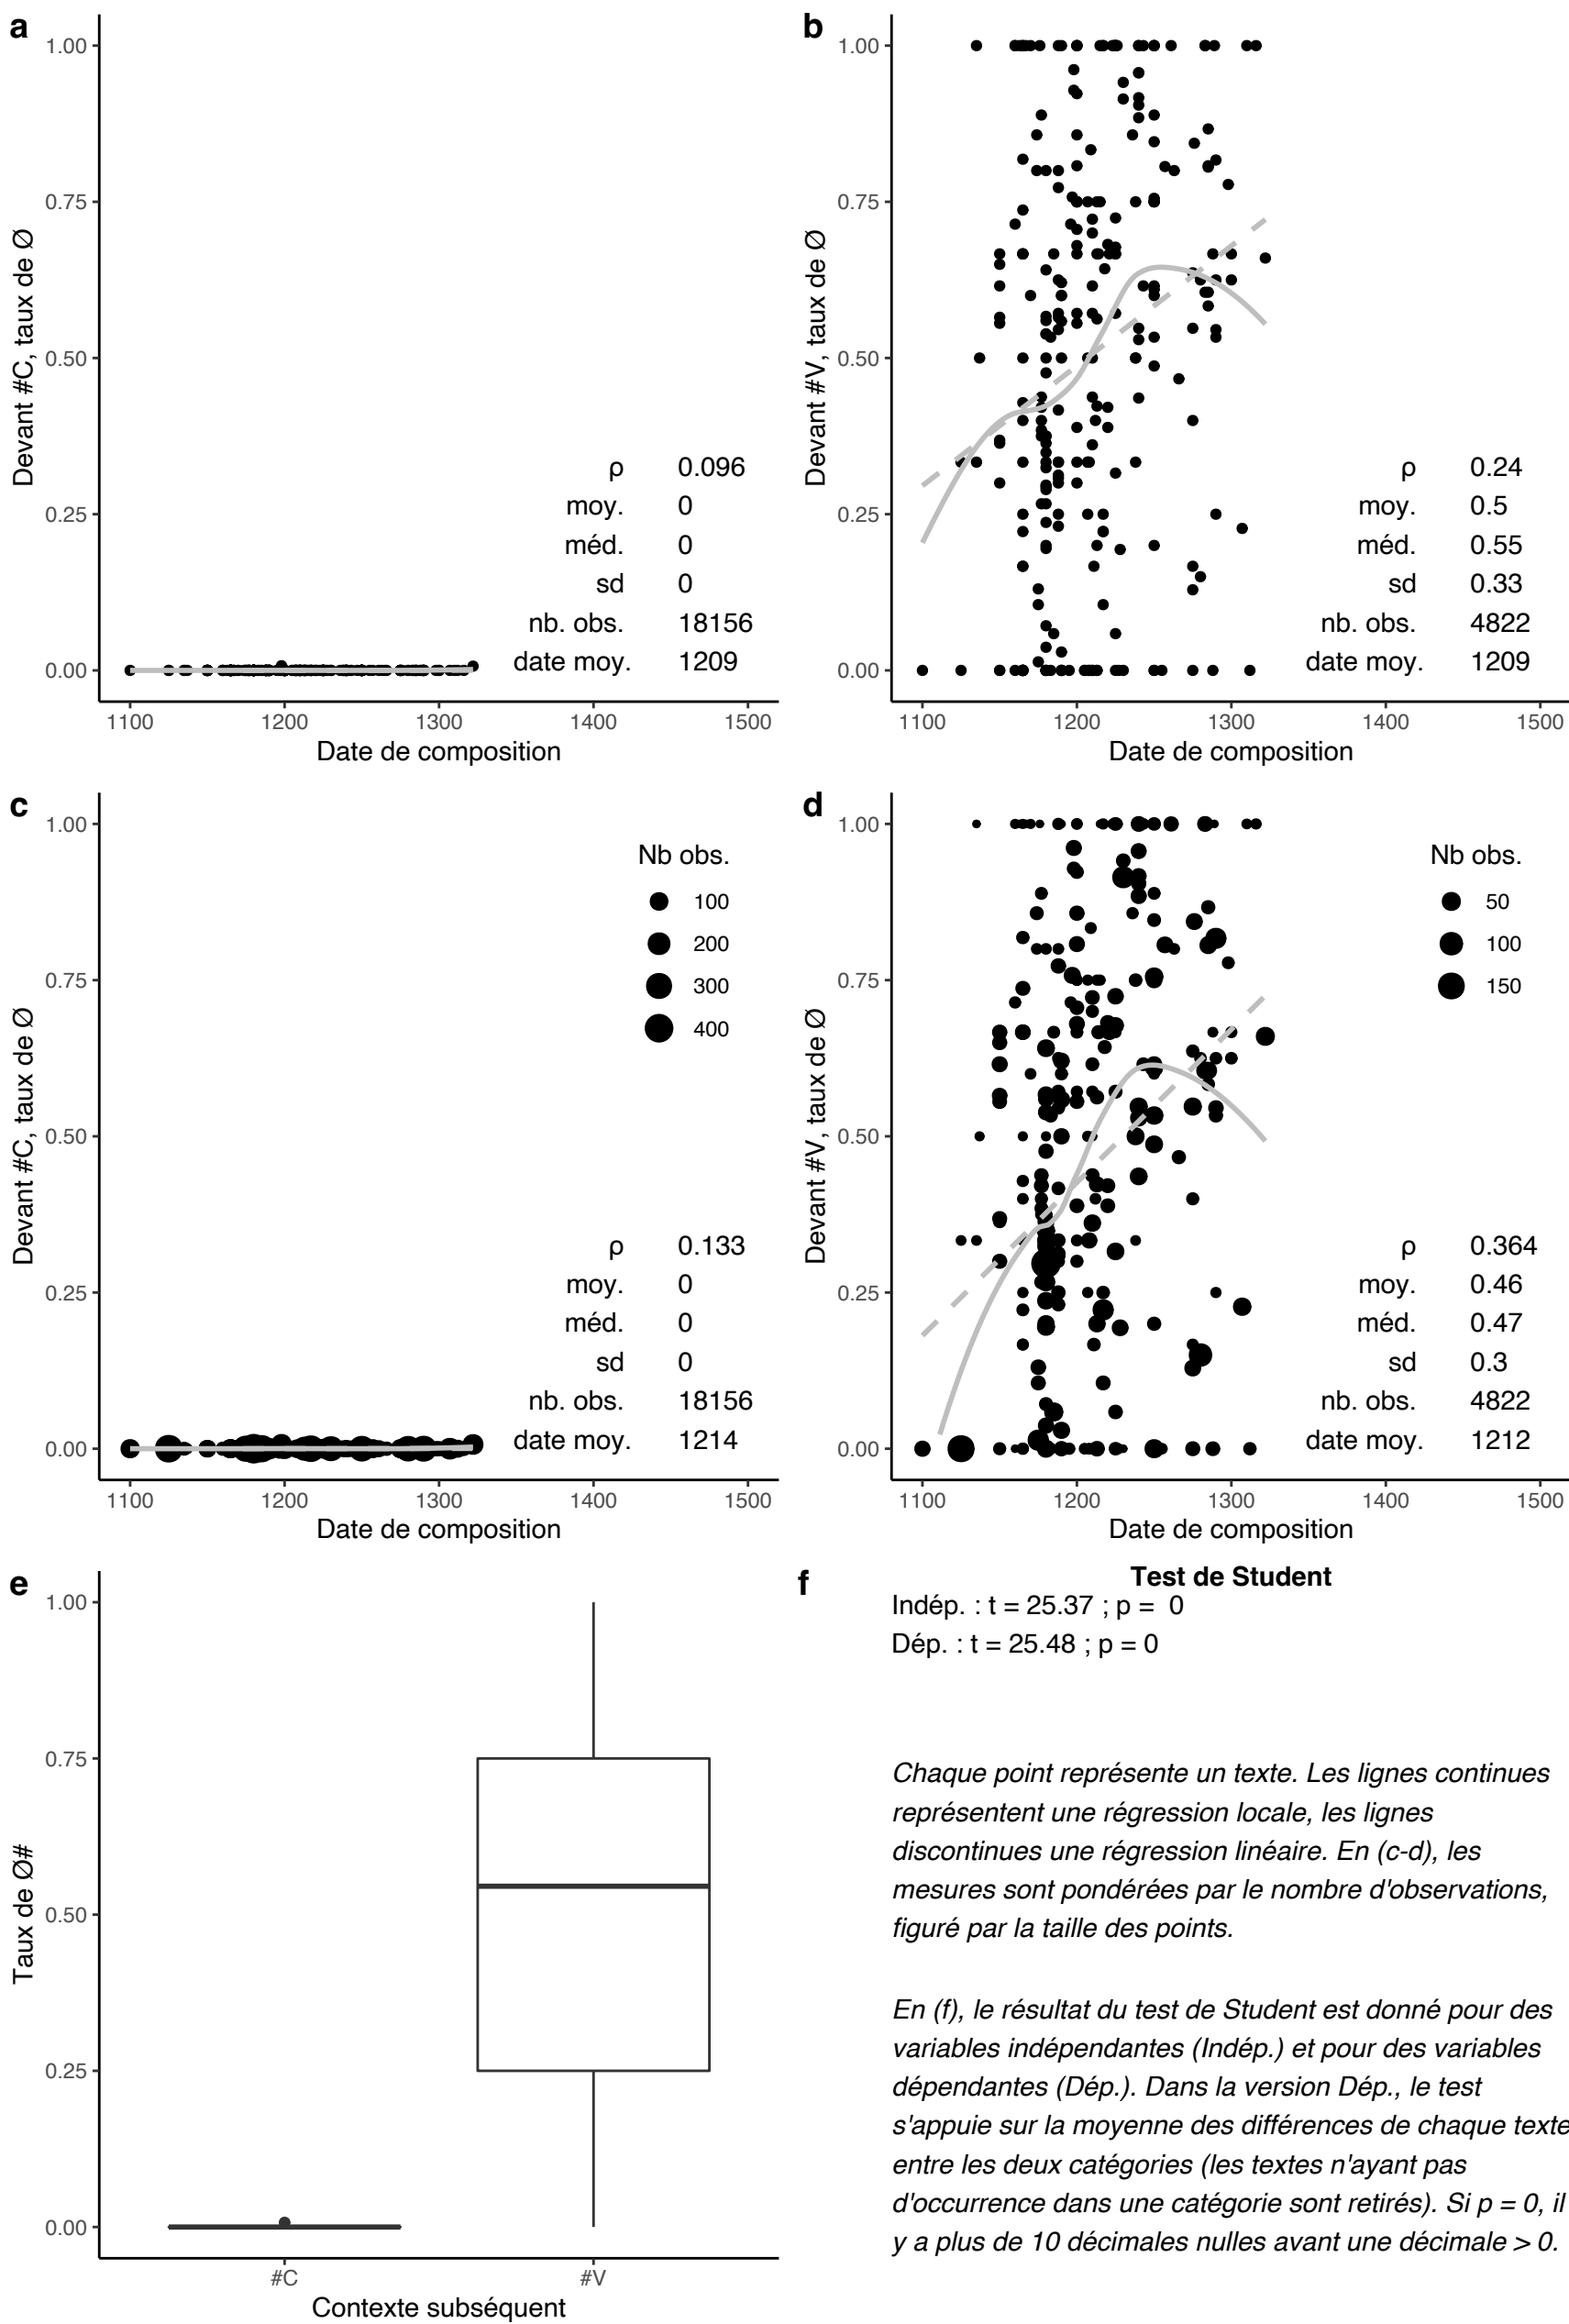 a
1.00
0.75
0.50
0.25
0.00
Devant #C, taux de Ø
ρ 0.096
moy. 0
méd. 0
sd 0
nb. obs. 18156
date moy. 1209
1100 1200 1300 1400 1500
Date de composition
b
1.00
0.75
0.50
0.25
0.00
Devant #V, taux de Ø
ρ 0.24
moy. 0.5
méd. 0.55
sd 0.33
nb. obs. 4822
date moy. 1209
1100 1200 1300 1400 1500
Date de composition
c
1.00
0.75
0.50
0.25
0.00
Devant #C, taux de Ø
Nb obs.
100
200
300
400
ρ 0.133
moy. 0
méd. 0
sd 0
nb. obs. 18156
date moy. 1214
1100 1200 1300 1400 1500
Date de composition
d
1.00
0.75
0.50
0.25
0.00
Devant #V, taux de Ø
Nb obs.
50
100
150
ρ 0.364
moy. 0.46
méd. 0.47
sd 0.3
nb. obs. 4822
date moy. 1212
1100 1200 1300 1400 1500
Date de composition
e
1.00
0.75
0.50
0.25
0.00
Taux de Ø#
#C #V
Contexte subséquent
f
Test de Student
Indép. : t = 25.37 ; p = 0
Dép. : t = 25.48 ; p = 0
Chaque point représente un texte. Les lignes continues
représentent une régression locale, les lignes
discontinues une régression linéaire. En (c-d), les
mesures sont pondérées par le nombre d'observations,
figuré par la taille des points.
En (f), le résultat du test de Student est donné pour des
variables indépendantes (Indép.) et pour des variables
dépendantes (Dép.). Dans la version Dép., le test
s'appuie sur la moyenne des différences de chaque texte
entre les deux catégories (les textes n'ayant pas
d'occurrence dans une catégorie sont retirés). Si p = 0, il
y a plus de 10 décimales nulles avant une décimale > 0.